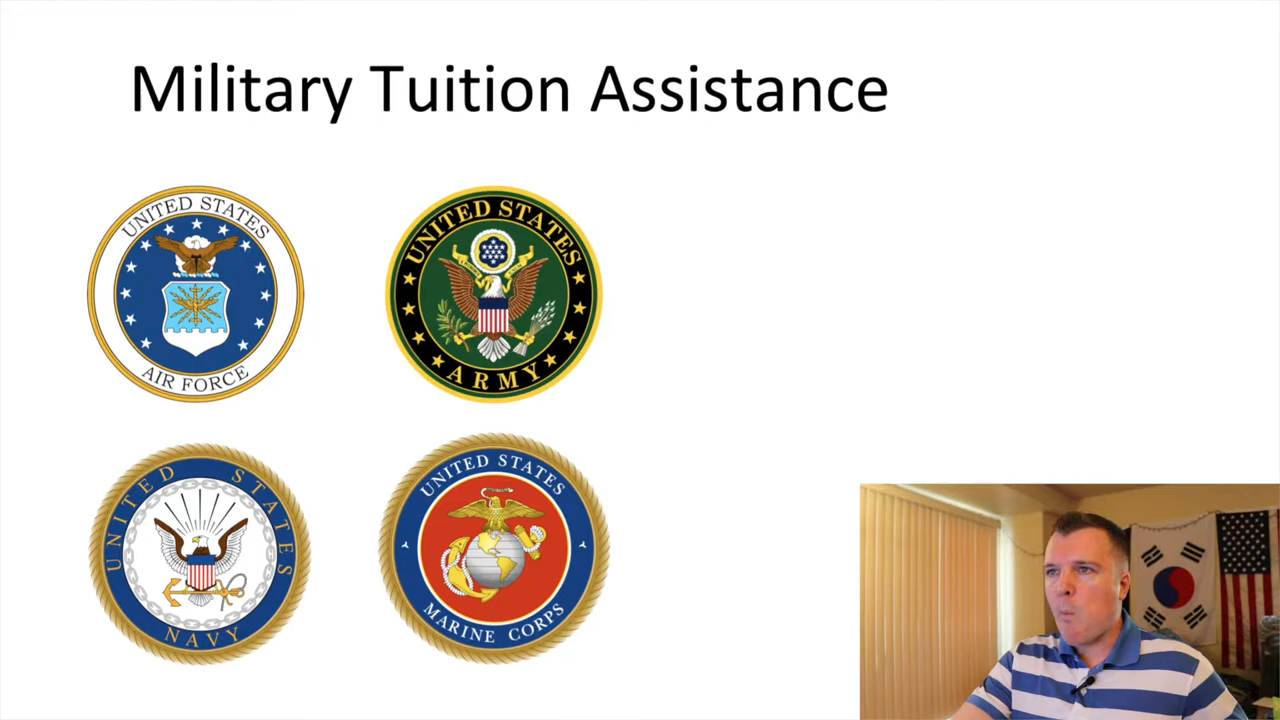 Military Tuition Assistance
UNITED STATES
AIR FORCE
UNITED STATES
ARMY
UNITED STATES
NAVY
UNITED STATES
MARINE CORPS